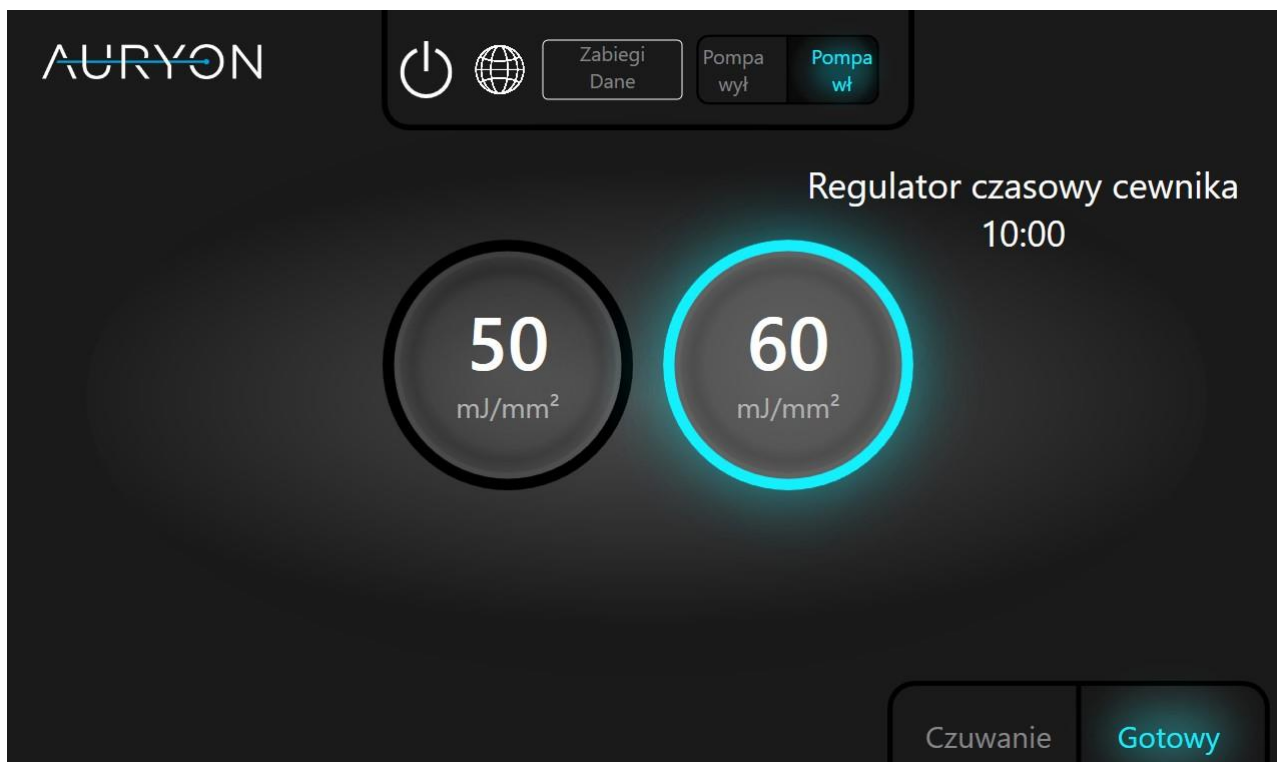 AURYON
Zabiegi
Dane
Pompa
wył
Pompa
wł
Regulator czasowy cewnika
10:00
50
mJ/mm²
60
mJ/mm²
Czuwanie
Gotowy